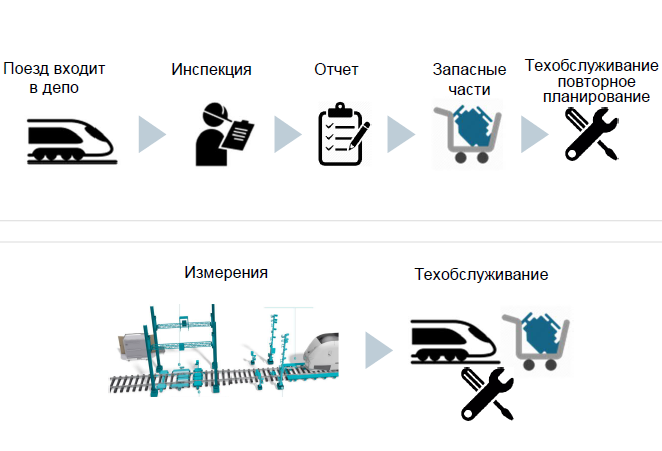 Поезд входит
в депо
Инспекция
Отчет
Запасные
части
Техобслуживание
повторное
планирование
Измерения
Техобслуживание